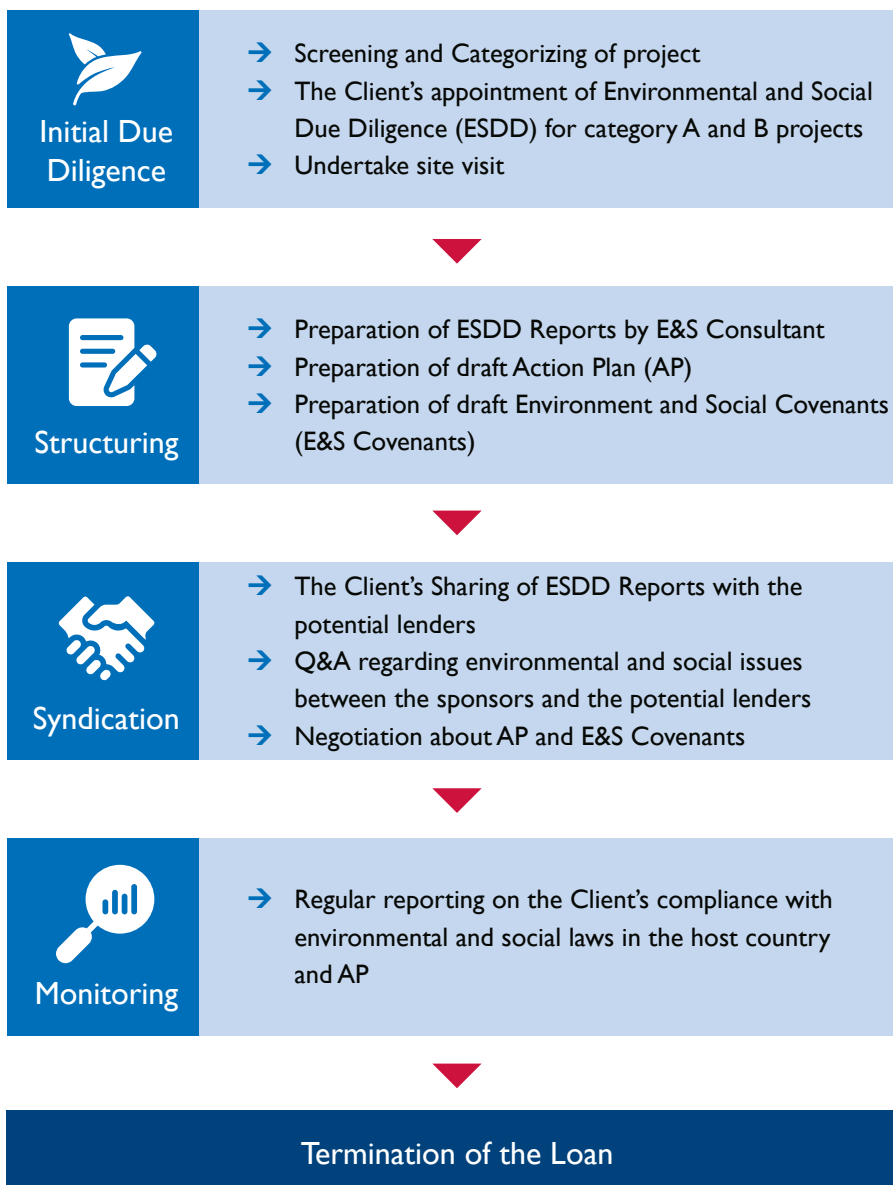 Initial Due
Diligence
→ Screening and Categorizing of project
→ The Client’s appointment of Environmental and Social
Due Diligence (ESDD) for category A and B projects
→ Undertake site visit
Structuring
→ Preparation of ESDD Reports by E&S Consultant
→ Preparation of draft Action Plan (AP)
→ Preparation of draft Environment and Social Covenants
(E&S Covenants)
Syndication
→ The Client’s Sharing of ESDD Reports with the
potential lenders
→ Q&A regarding environmental and social issues
between the sponsors and the potential lenders
→ Negotiation about AP and E&S Covenants
Monitoring
→ Regular reporting on the Client’s compliance with
environmental and social laws in the host country
and AP
Termination of the Loan